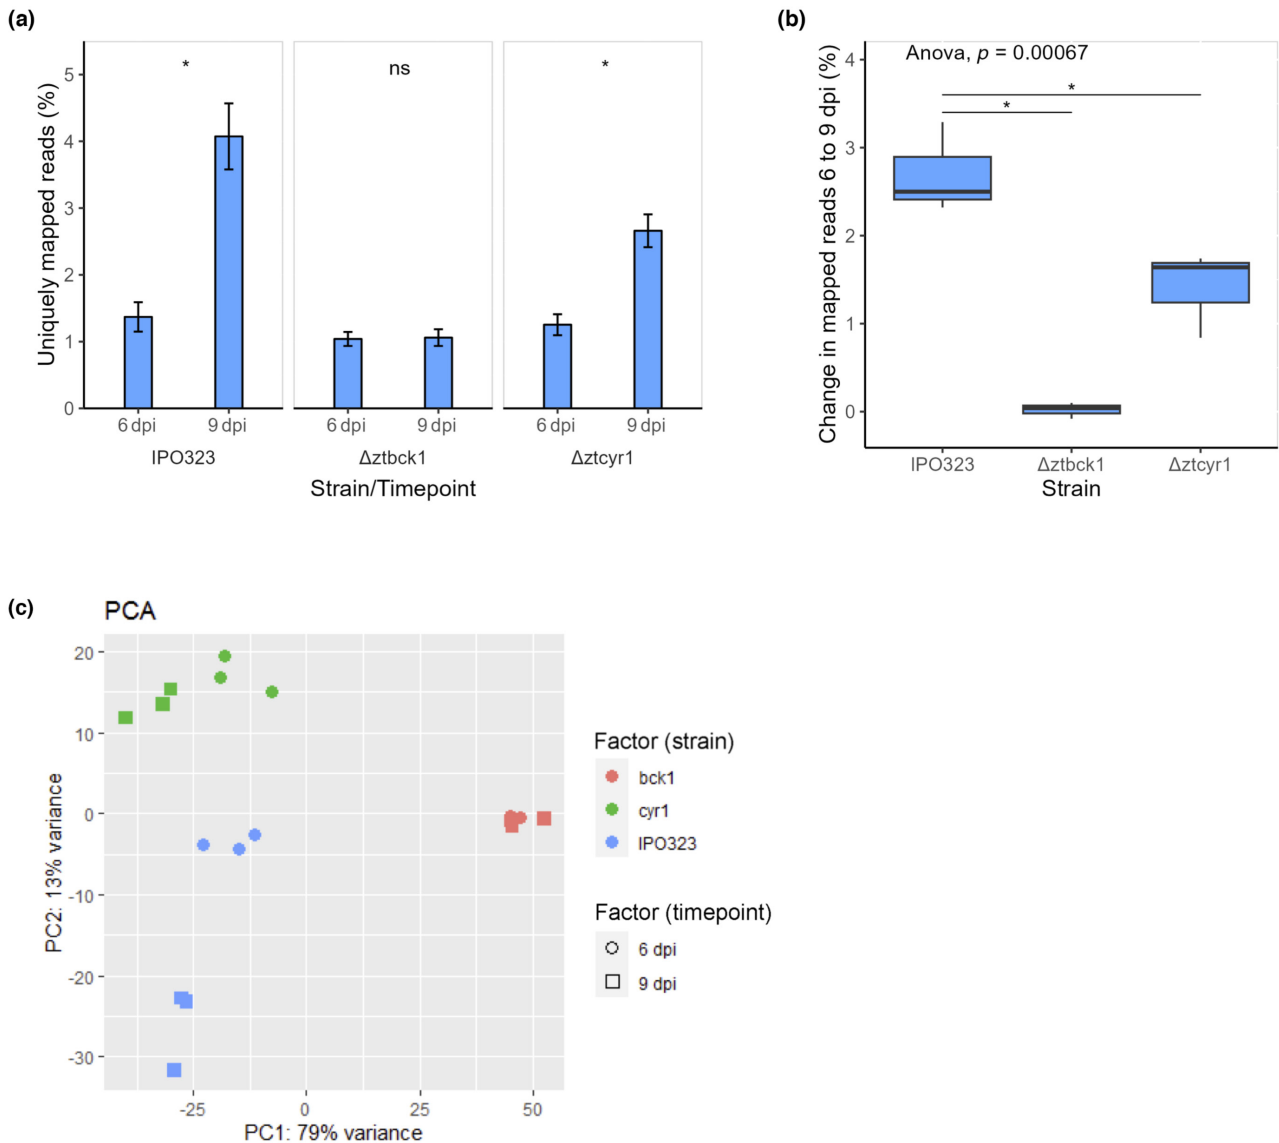 (a)
Uniquely mapped reads (%)
5
4
3
2
1
0
*
ns
*
6 dpi
9 dpi
6 dpi
9 dpi
6 dpi
9 dpi
IPO323
Δztbck1
Δztcyr1
Strain/Timepoint
(b)
Change in mapped reads 6 to 9 dpi (%)
4
3
2
1
0
Anova, p = 0.00067
*
*
IPO323
Δztbck1
Δztcyr1
Strain
(c)
PCA
PC2: 13% variance
20
10
0
-10
-20
-30
-25
0
25
50
PC1: 79% variance
Factor (strain)
bck1
cyr1
IPO323
Factor (timepoint)
6 dpi
9 dpi